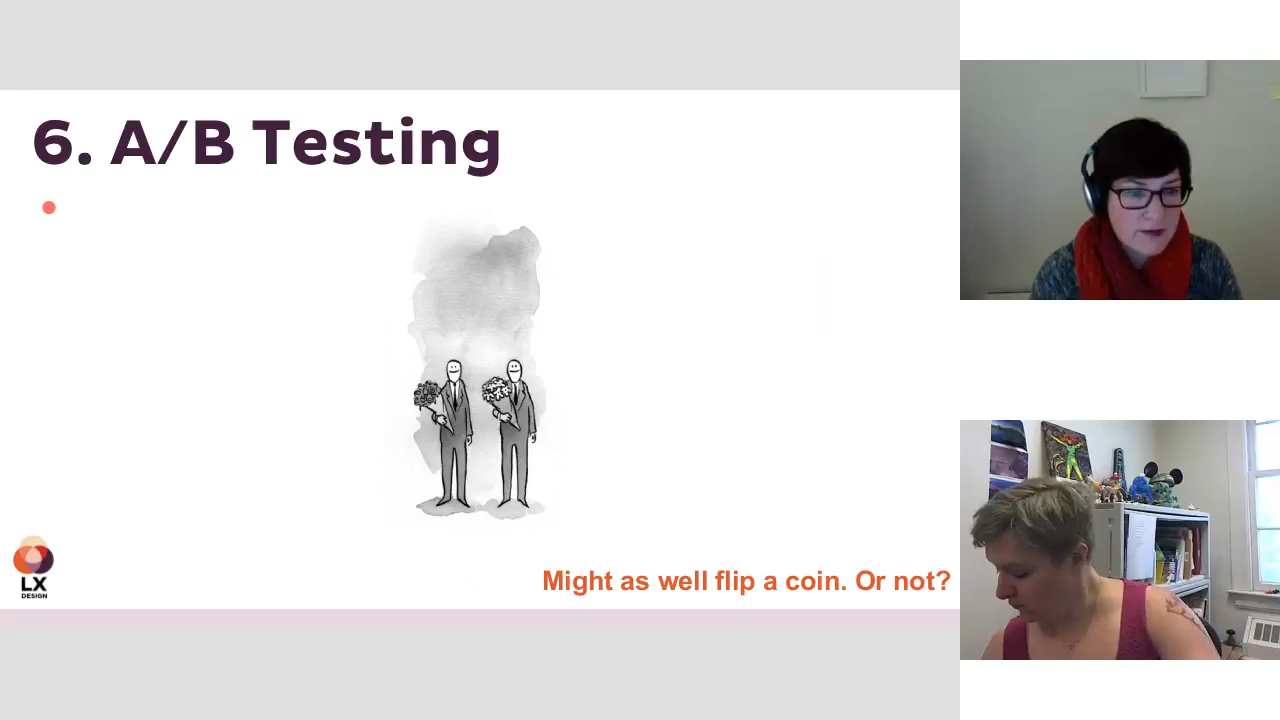 6. A/B Testing
LX
DESIGN
Might as well flip a coin. Or not?